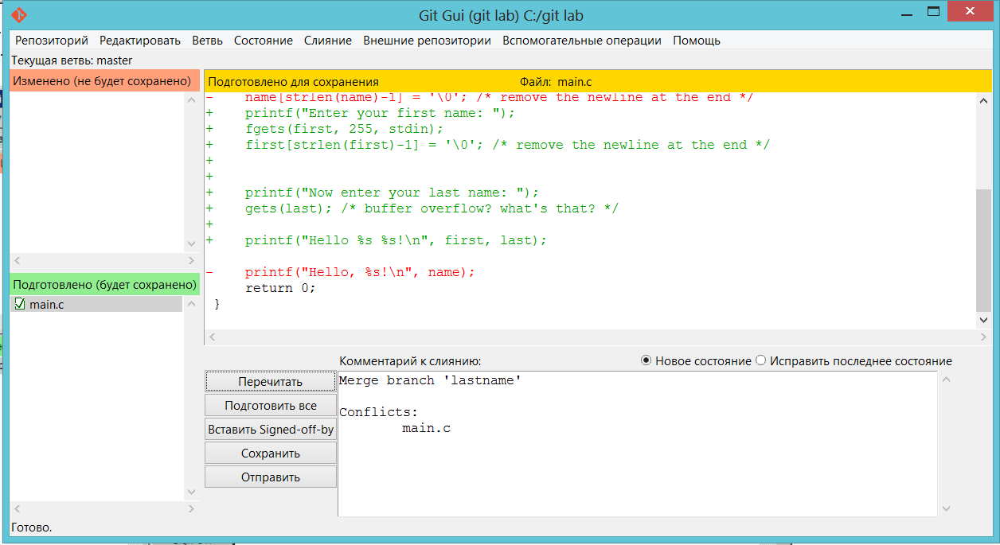 Git Gui (git lab) C:/git lab
Репозиторий Редактировать Ветвь Состояние Слияние Внешние репозитории Вспомогательные операции Помощь
Текущая ветвь: master
Изменено (не будет сохранено)
Подготовлено для сохранения Файл: main.c
-    name[strlen(name)-1] = '\0'; /* remove the newline at the end */
+    printf("Enter your first name: ");
+    fgets(first, 255, stdin);
+    first[strlen(first)-1] = '\0'; /* remove the newline at the end */
+
+
+    printf("Now enter your last name: ");
+    gets(last); /* buffer overflow? what's that? */
+
+    printf("Hello %s %s!\n", first, last);
-    printf("Hello, %s!\n", name);
     return 0;
 }
Подготовлено (будет сохранено)
main.c
Комментарий к слиянию: Новое состояние Исправить последнее состояние
Перечитать
Подготовить все
Вставить Signed-off-by
Сохранить
Отправить
Merge branch 'lastname'
Conflicts:
        main.c
Готово.